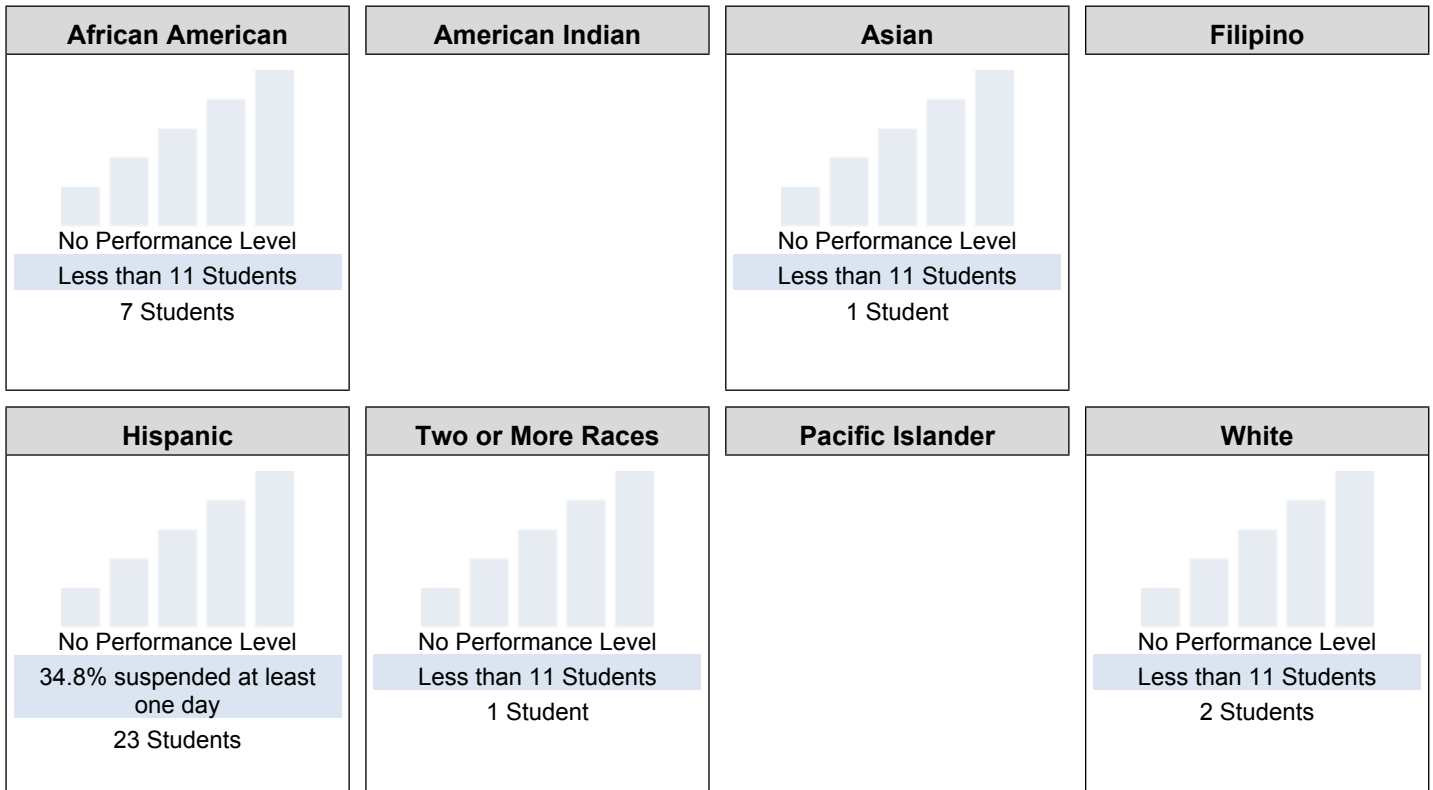 African American
No Performance Level
Less than 11 Students
7 Students
American Indian
Asian
No Performance Level
Less than 11 Students
1 Student
Filipino
Hispanic
No Performance Level
34.8% suspended at least
one day
23 Students
Two or More Races
No Performance Level
Less than 11 Students
1 Student
Pacific Islander
White
No Performance Level
Less than 11 Students
2 Students